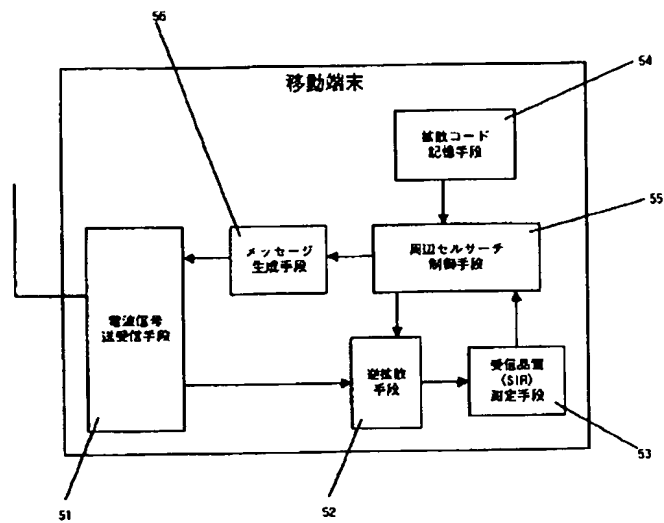 56
54
移動端末
拡散コード
記憶手段
55
メッセージ
生成手段
周辺セルサーチ
制御手段
電波信号
送受信手段
逆拡散
手段
受信品質
(SIR)
測定手段
51
52
53